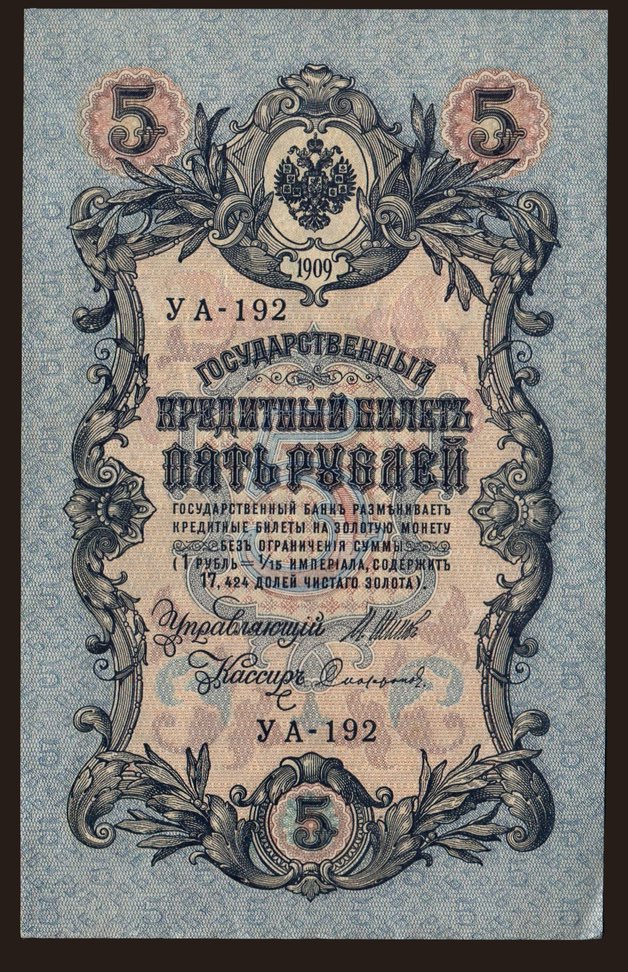 5 5
1909
УА-192
ГОСУДАРСТВЕННЫЙ
КРЕДИТНЫЙ БИЛЕТЪ
ПЯТЬ РУБЛЕЙ
5
ГОСУДАРСТВЕННЫЙ БАНКЪ РАЗМѢНИВАЕТЪ
КРЕДИТНЫЕ БИЛЕТЫ НА ЗОЛОТУЮ МОНЕТУ
БЕЗЪ ОГРАНИЧЕНІЯ СУММЫ
(1 РУБЛЬ = 1/15 ИМПЕРІАЛА, СОДЕРЖИТЪ
17,424 ДОЛЕЙ ЧИСТАГО ЗОЛОТА).
Управляющій
Кассиръ
УА-192
5